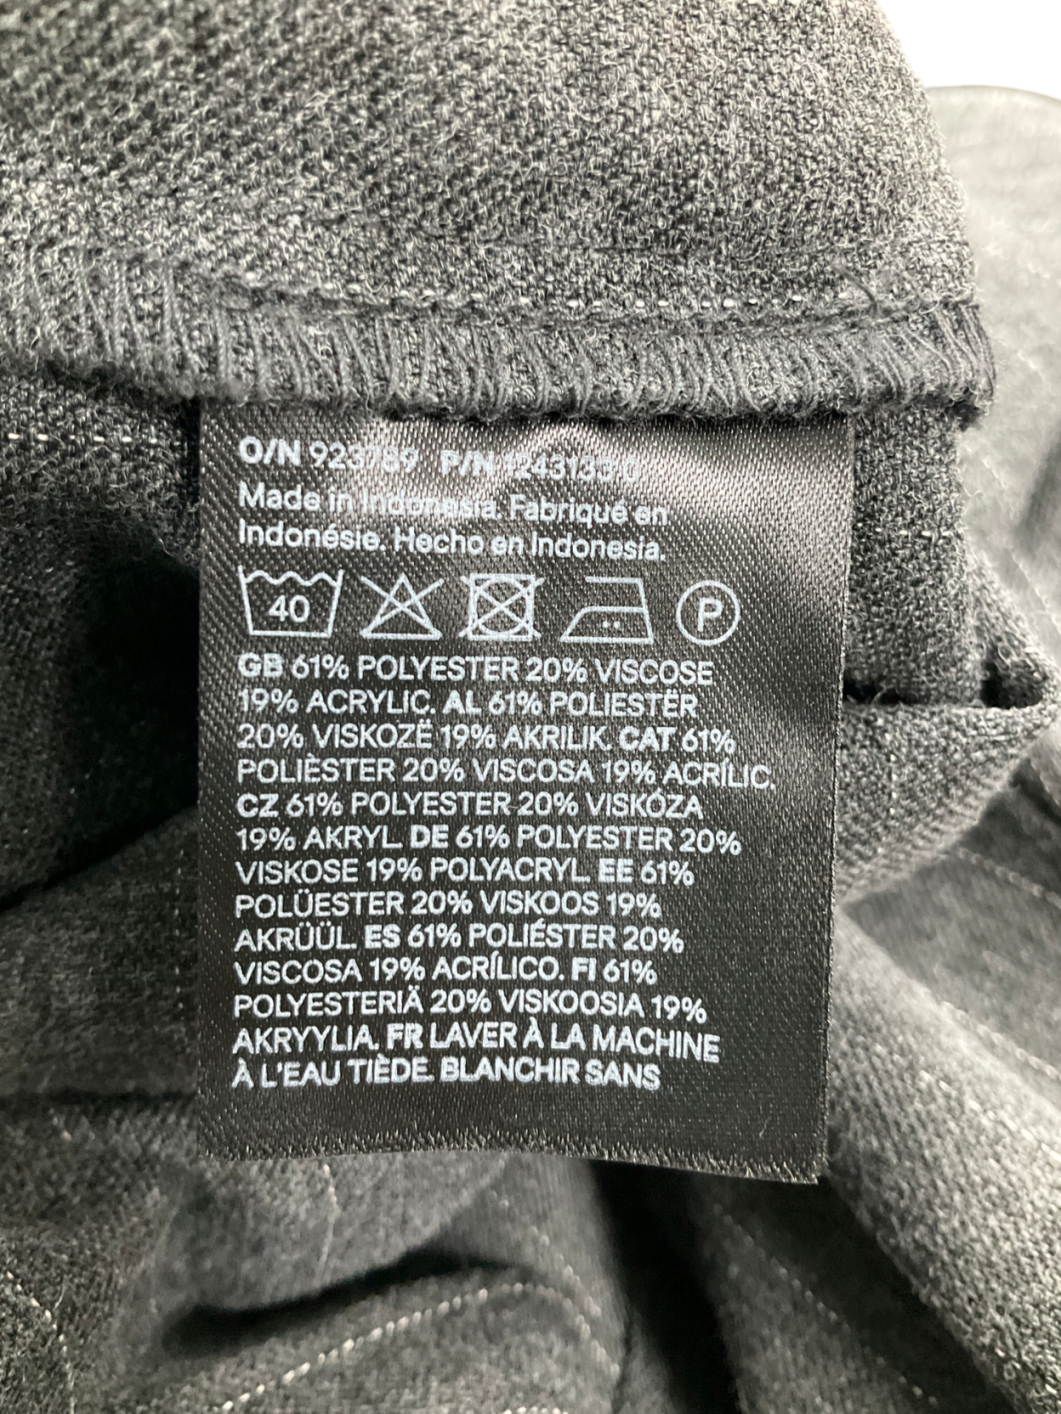 O/N 923789 P/N
Made in Indonesia. Fabriqué en
Indonésie. Hecho en Indonesia.
40 P
GB 61% POLYESTER 20% VISCOSE
19% ACRYLIC. AL 61% POLIESTËR
20% VISKOZË 19% AKRILIK. CAT 61%
POLIÈSTER 20% VISCOSA 19% ACRÍLIC.
CZ 61% POLYESTER 20% VISKÓZA
19% AKRYL. DE 61% POLYESTER 20%
VISKOSE 19% POLYACRYL. EE 61%
POLÜESTER 20% VISKOOS 19%
AKRÜÜL. ES 61% POLIÉSTER 20%
VISCOSA 19% ACRÍLICO. FI 61%
POLYESTERIÄ 20% VISKOOSIA 19%
AKRYYLIA. FR LAVER À LA MACHINE
À L'EAU TIÈDE. BLANCHIR SANS